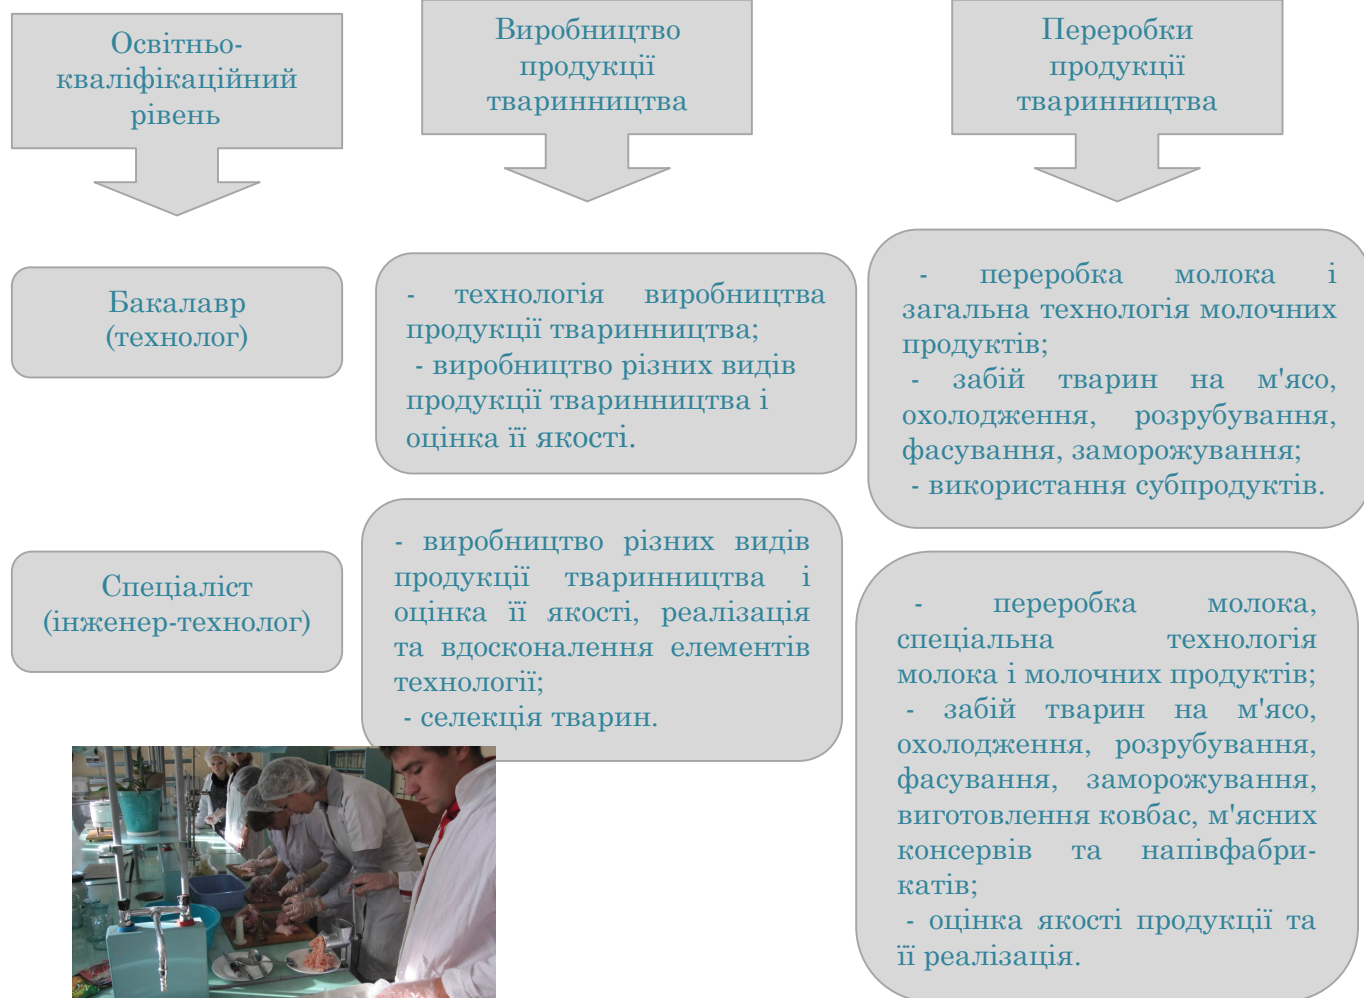 Освітньо-
кваліфікаційний
рівень
Виробництво
продукції
тваринництва
Переробки
продукції
тваринництва
Бакалавр
(технолог)
- технологія виробництва
продукції тваринництва;
- виробництво різних видів
продукції тваринництва і
оцінка її якості.
- переробка молока і
загальна технологія молочних
продуктів;
- забій тварин на м'ясо,
охолодження, розрубування,
фасування, заморожування;
- використання субпродуктів.
Спеціаліст
(інженер-технолог)
- виробництво різних видів
продукції тваринництва і
оцінка її якості, реалізація
та вдосконалення елементів
технології;
- селекція тварин.
- переробка молока,
спеціальна технологія
молока і молочних продуктів;
- забій тварин на м'ясо,
охолодження, розрубування,
фасування, заморожування,
виготовлення ковбас, м'ясних
консервів та напівфабри-
катів;
- оцінка якості продукції та
її реалізація.